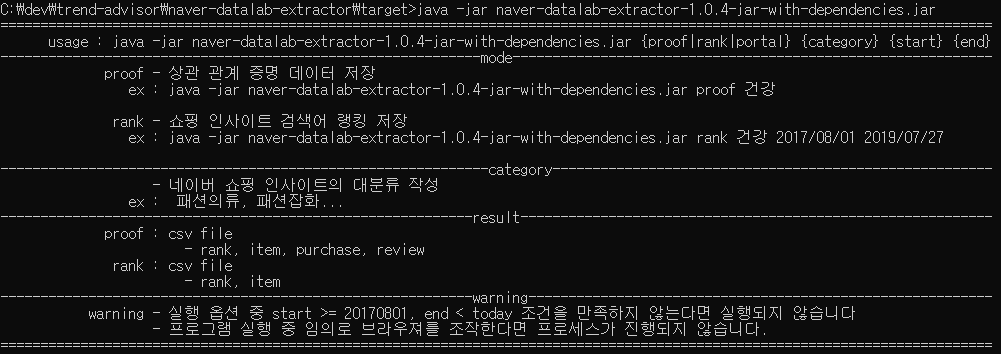 C:\dev\trend-advisor\naver-datalab-extractor\target>java -jar naver-datalab-extractor-1.0.4-jar-with-dependencies.jar
usage : java -jar naver-datalab-extractor-1.0.4-jar-with-dependencies.jar {proof|rank|portal} {category} {start} {end}
mode
proof - 상관 관계 증명 데이터 저장
ex : java -jar naver-datalab-extractor-1.0.4-jar-with-dependencies.jar proof 건강
rank - 쇼핑 인사이트 검색어 랭킹 저장
ex : java -jar naver-datalab-extractor-1.0.4-jar-with-dependencies.jar rank 건강 2017/08/01 2019/07/27
category
- 네이버 쇼핑 인사이트의 대분류 작성
ex : 패션의류, 패션잡화...
result
proof : csv file
- rank, item, purchase, review
rank : csv file
- rank, item
warning
warning - 실행 옵션 중 start >= 20170801, end < today 조건을 만족하지 않는다면 실행되지 않습니다
- 프로그램 실행 중 임의로 브라우져를 조작한다면 프로세스가 진행되지 않습니다.